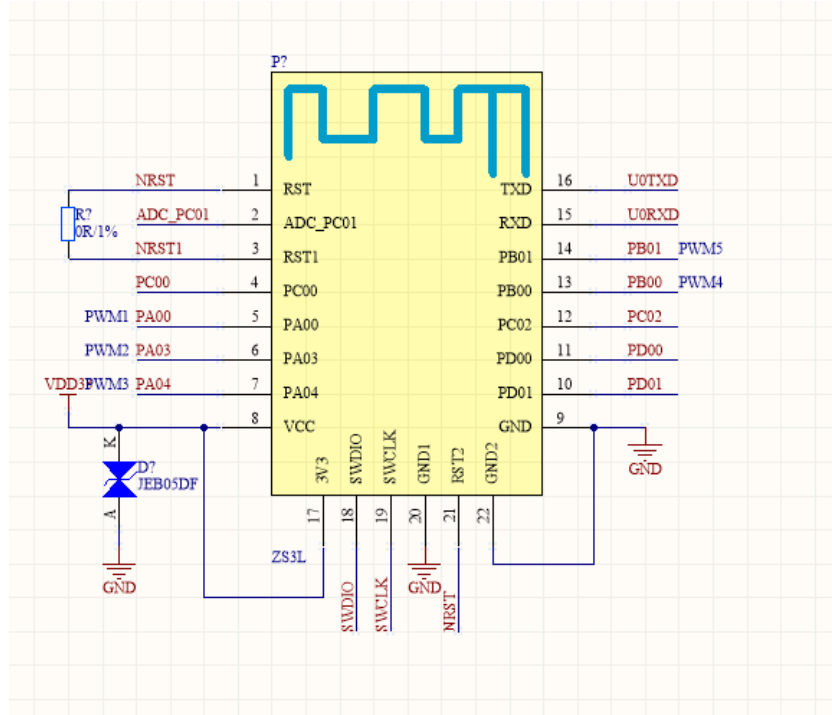 P?
NRST 1 RST TXD 16 U0TXD
R? ADC_PC01 2 ADC_PC01 RXD 15 U0RXD
0R/1%
NRST1 3 RST1 PB01 14 PB01 PWM5
PC00 4 PC00 PB00 13 PB00 PWM4
PWM1 PA00 5 PA00 PC02 12 PC02
PWM2 PA03 6 PA03 PD00 11 PD00
PWM3 PA04 7 PA04 PD01 10 PD01
8 VCC GND 9
GND
K
D?
JEB05DF
A
GND
3V3 SWDIO SWCLK GND1 RST2 GND2
17 18 19 20 21 22
ZS3L
SWDIO SWCLK GND NRST